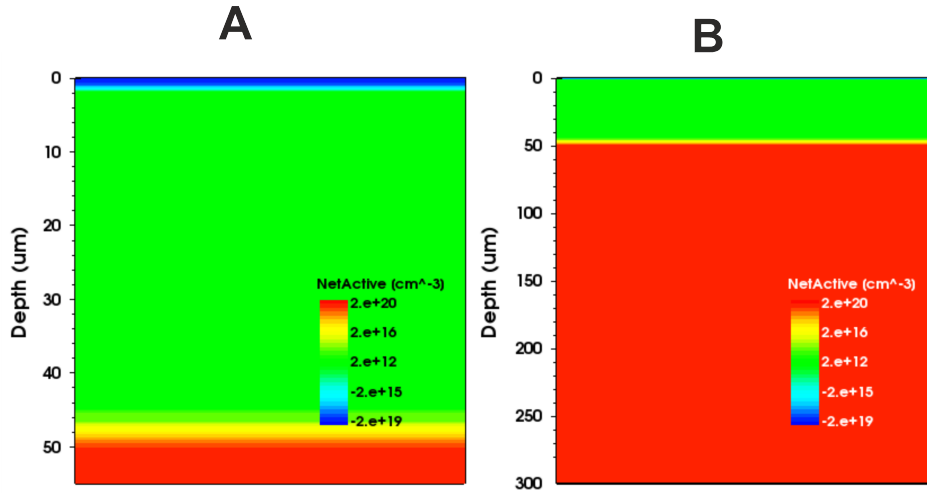 A
0
10
20
30
40
50
Depth (um)
NetActive (cm^-3)
2.e+20
2.e+16
2.e+12
-2.e+15
-2.e+19
B
0
50
100
150
200
250
300
Depth (um)
NetActive (cm^-3)
2.e+20
2.e+16
2.e+12
-2.e+15
-2.e+19